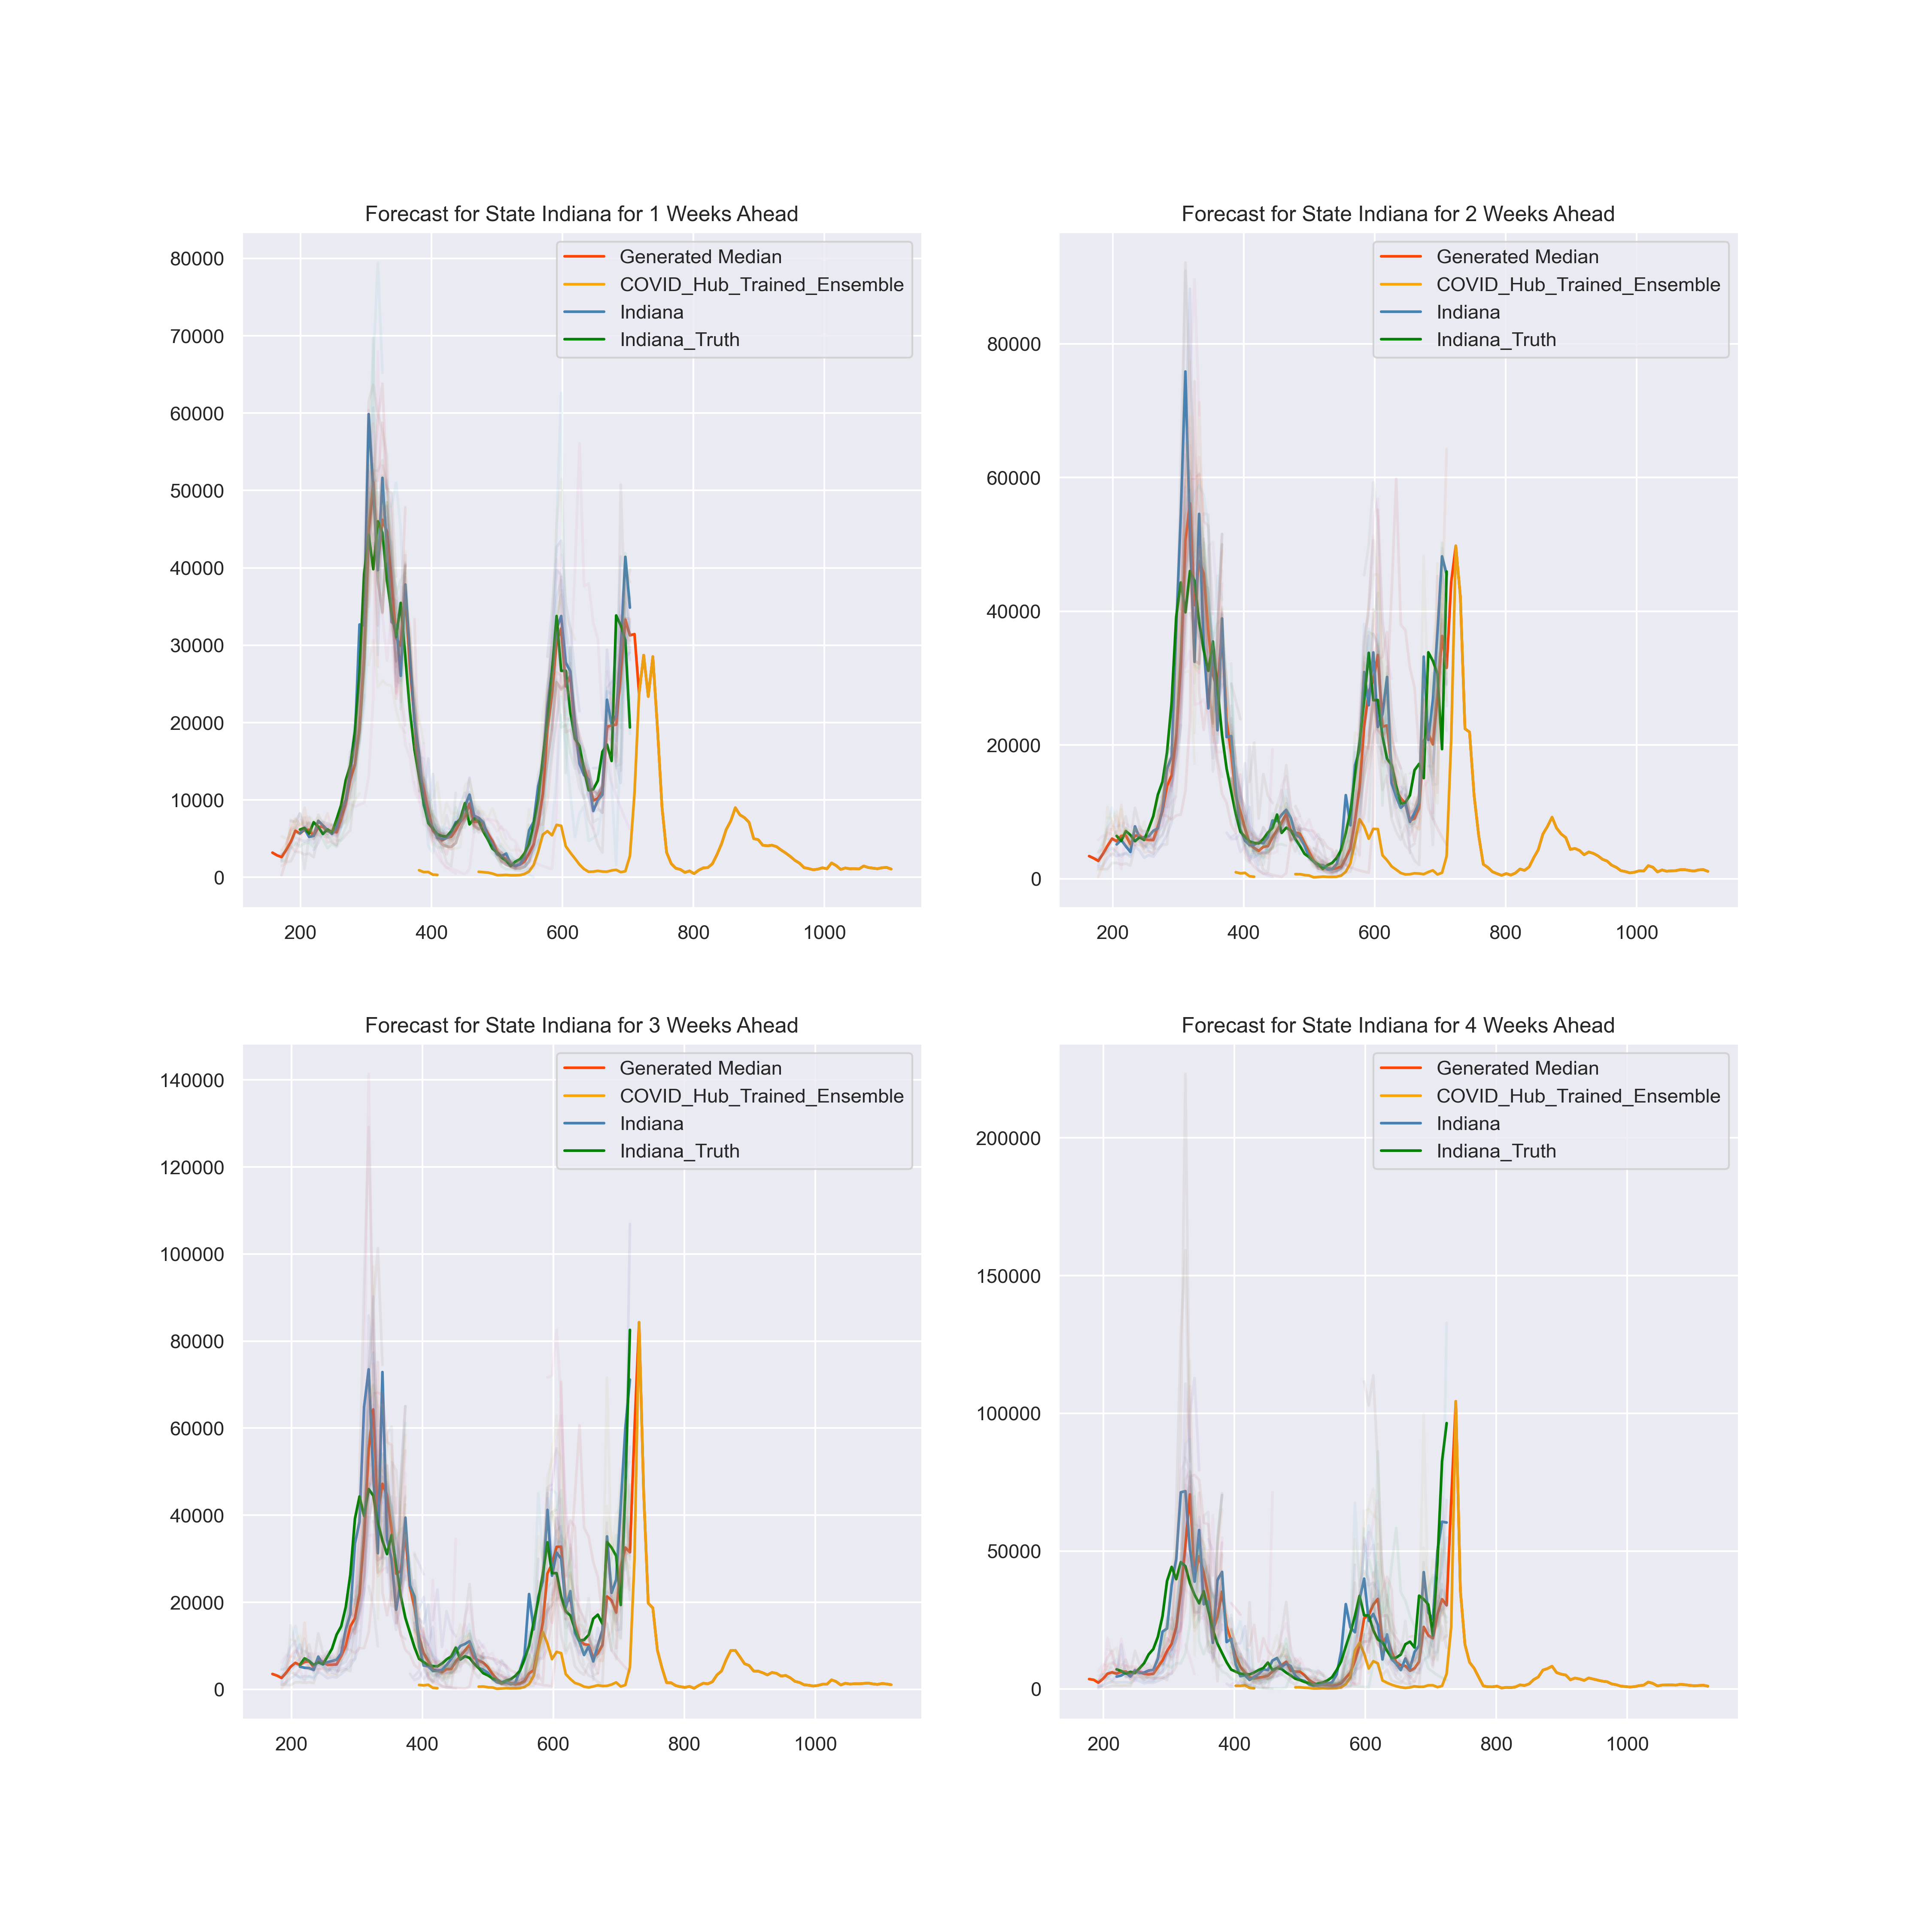 Forecast for State Indiana for 1 Weeks Ahead
80000
70000
60000
50000
40000
30000
20000
10000
0
200 400 600 800 1000
Generated Median
COVID_Hub_Trained_Ensemble
Indiana
Indiana_Truth
Forecast for State Indiana for 2 Weeks Ahead
80000
60000
40000
20000
0
200 400 600 800 1000
Generated Median
COVID_Hub_Trained_Ensemble
Indiana
Indiana_Truth
Forecast for State Indiana for 3 Weeks Ahead
140000
120000
100000
80000
60000
40000
20000
0
200 400 600 800 1000
Generated Median
COVID_Hub_Trained_Ensemble
Indiana
Indiana_Truth
Forecast for State Indiana for 4 Weeks Ahead
200000
150000
100000
50000
0
200 400 600 800 1000
Generated Median
COVID_Hub_Trained_Ensemble
Indiana
Indiana_Truth